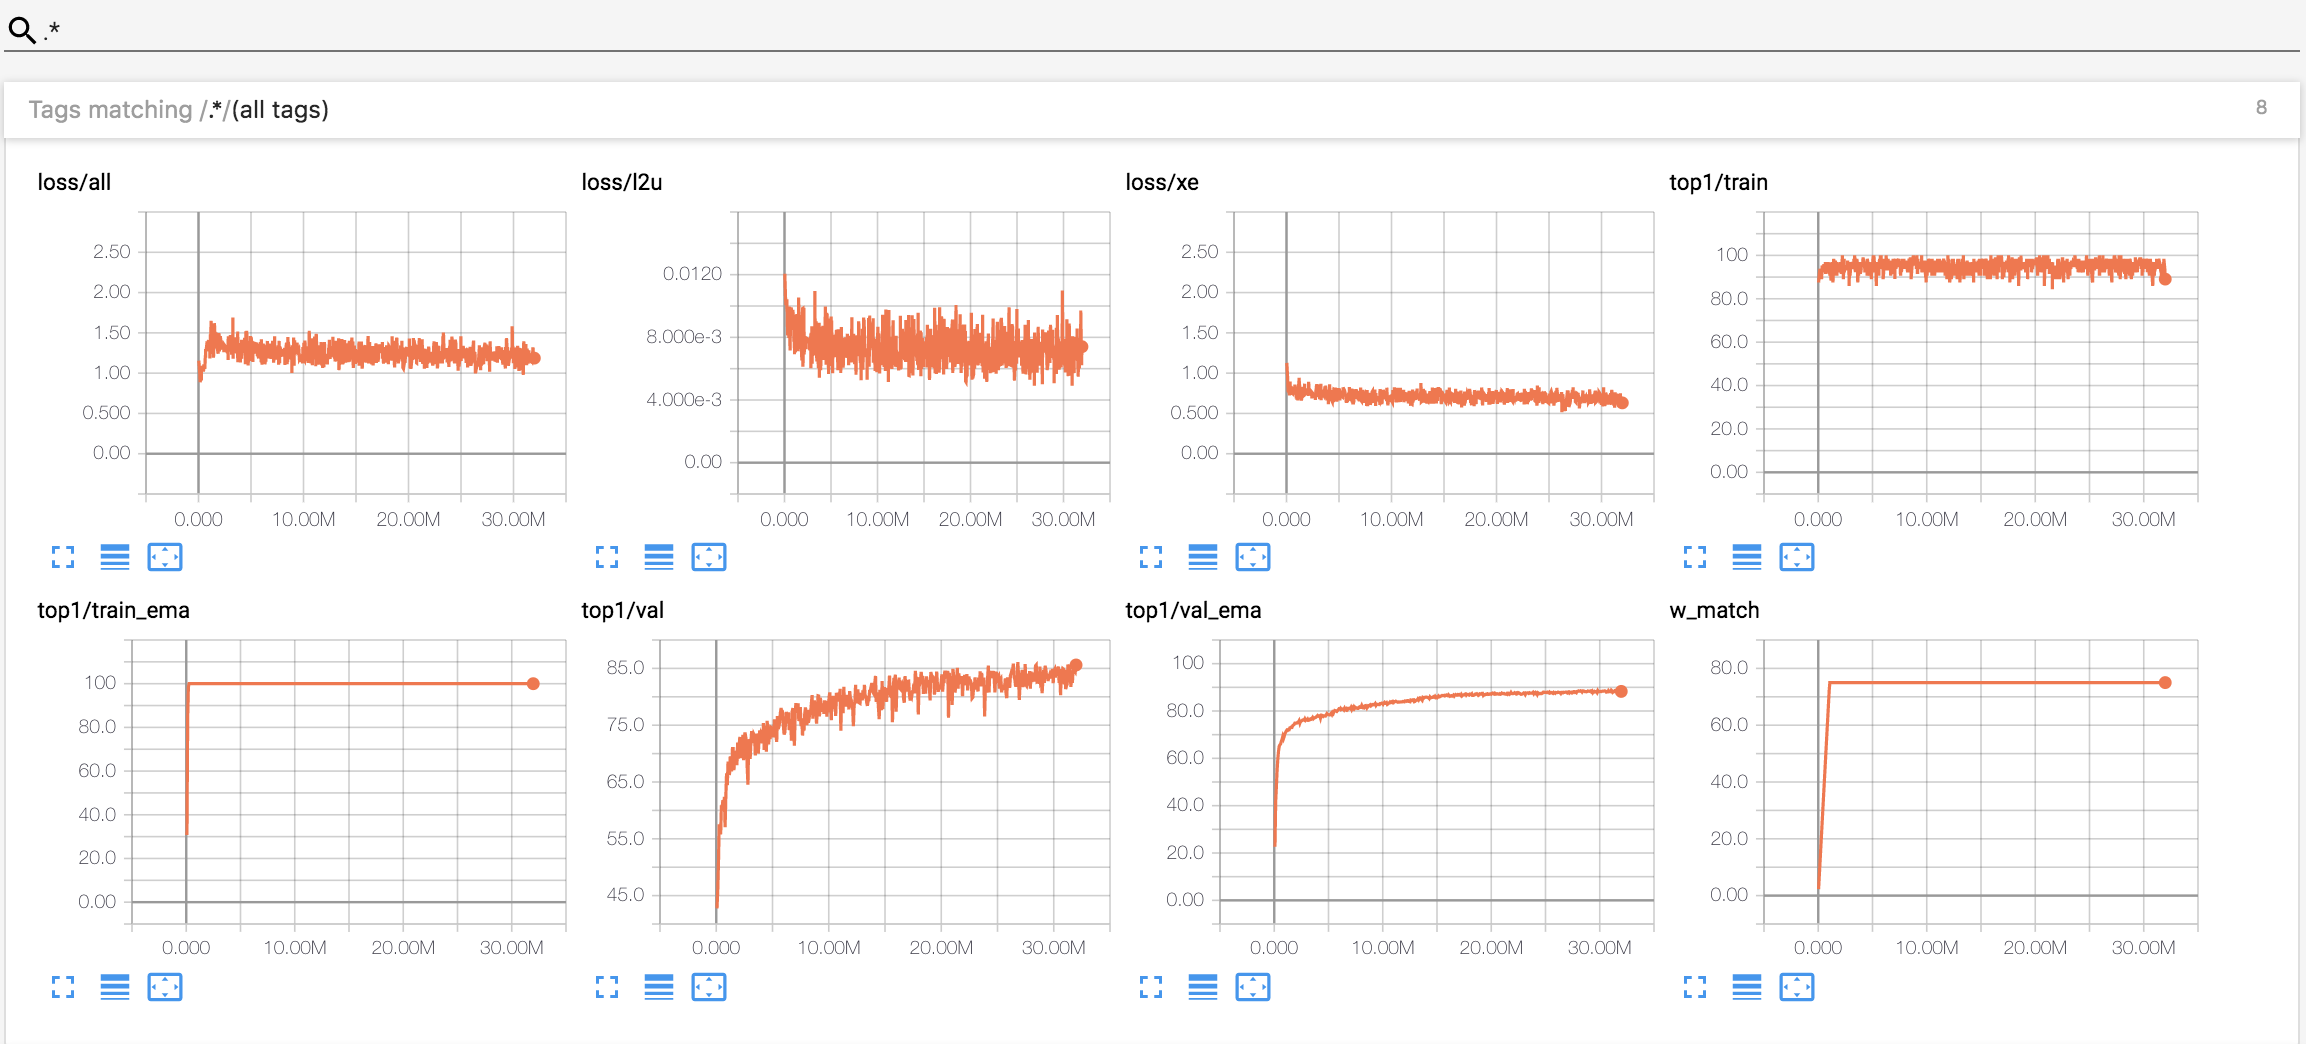 .*
Tags matching /.*/(all tags) 8
loss/all
2.50
2.00
1.50
1.00
0.500
0.00
0.000 10.00M 20.00M 30.00M
loss/l2u
0.0120
8.000e-3
4.000e-3
0.00
0.000 10.00M 20.00M 30.00M
loss/xe
2.50
2.00
1.50
1.00
0.500
0.00
0.000 10.00M 20.00M 30.00M
top1/train
100
80.0
60.0
40.0
20.0
0.00
0.000 10.00M 20.00M 30.00M
top1/train_ema
100
80.0
60.0
40.0
20.0
0.00
0.000 10.00M 20.00M 30.00M
top1/val
85.0
75.0
65.0
55.0
45.0
0.000 10.00M 20.00M 30.00M
top1/val_ema
100
80.0
60.0
40.0
20.0
0.00
0.000 10.00M 20.00M 30.00M
w_match
80.0
60.0
40.0
20.0
0.00
0.000 10.00M 20.00M 30.00M